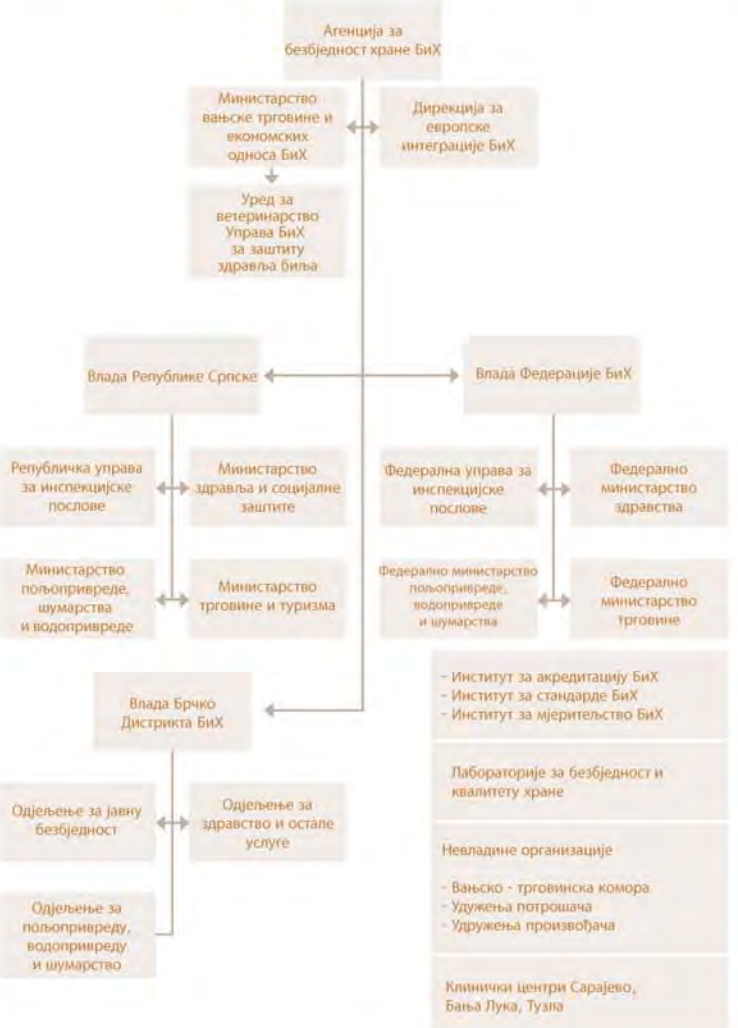 Агенција за
безбједност хране БиХ
Министарство
вањске трговине и
економских
односа БиХ
Дирекција за
европске
интеграције БиХ
Уред за
ветеринарство
Управа БиХ
за заштиту
здравља биља
Влада Републике Српске
Влада Федерације БиХ
Републичка управа
за инспекцијске
послове
Министарство
здравља и социјалне
заштите
Федерална управа за
инспекцијске
послове
Федерално
министарство
здравства
Министарство
пољопривреде,
шумарства
и водопривреде
Министарство
трговине и туризма
Федерално министарство
пољопривреде,
водопривреде
и шумарства
Федерално
министарство
трговине
Влада Брчко
Дистрикта БиХ
Одјељење за јавну
безбједност
Одјељење за
здравство и остале
услуге
Одјељење за
пољопривреду,
водопривреду
и шумарство
- Институт за акредитацију БиХ
- Институт за стандарде БиХ
- Институт за мјеритељство БиХ
Лабораторије за безбједност и
квалитету хране
Невладине организације
- Вањско - трговинска комора
- Удужења потрошача
- Удружења произвођача
Клинички центри Сарајево,
Бања Лука, Тузла